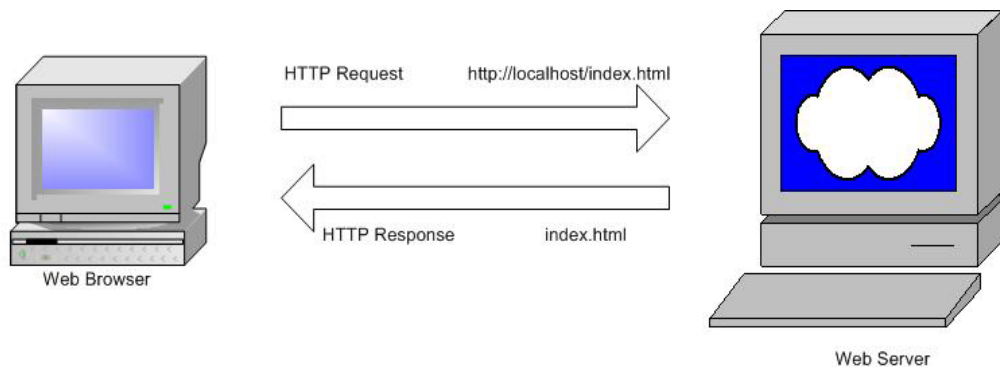 HTTP Request http://localhost/index.html
HTTP Response index.html
Web Browser
Web Server